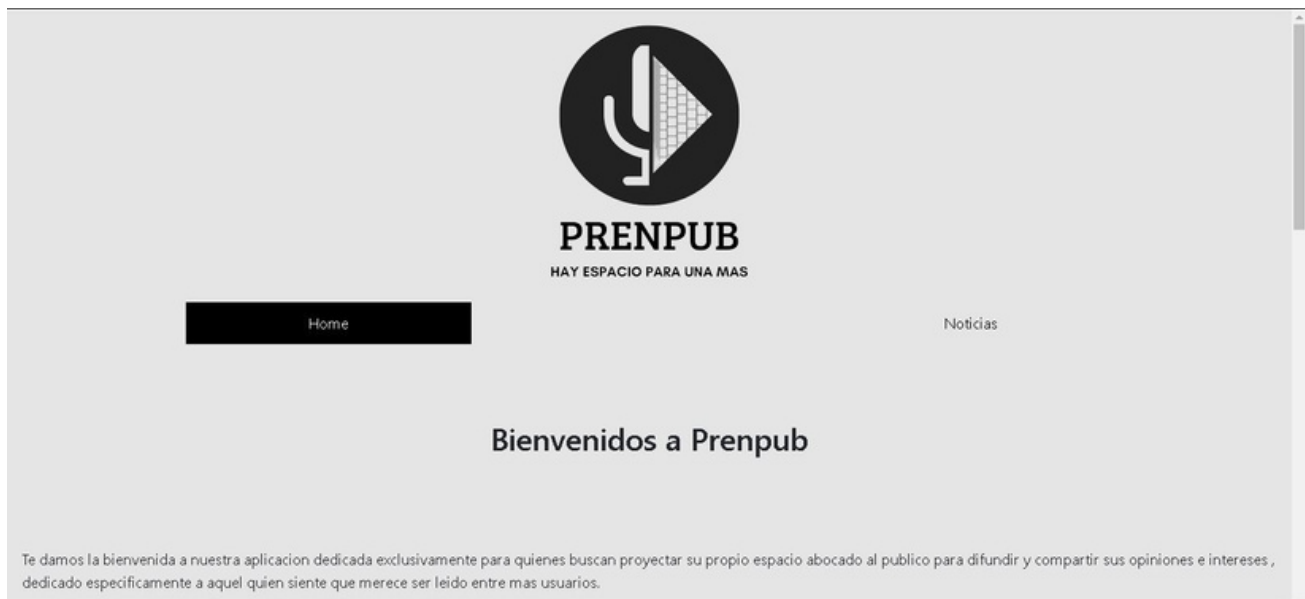 PRENPUB
HAY ESPACIO PARA UNA MAS
Home Noticias
Bienvenidos a Prenpub
Te damos la bienvenida a nuestra aplicacion dedicada exclusivamente para quienes buscan proyectar su propio espacio abocado al publico para difundir y compartir sus opiniones e intereses ,
dedicado especificamente a aquel quien siente que merece ser leido entre mas usuarios.